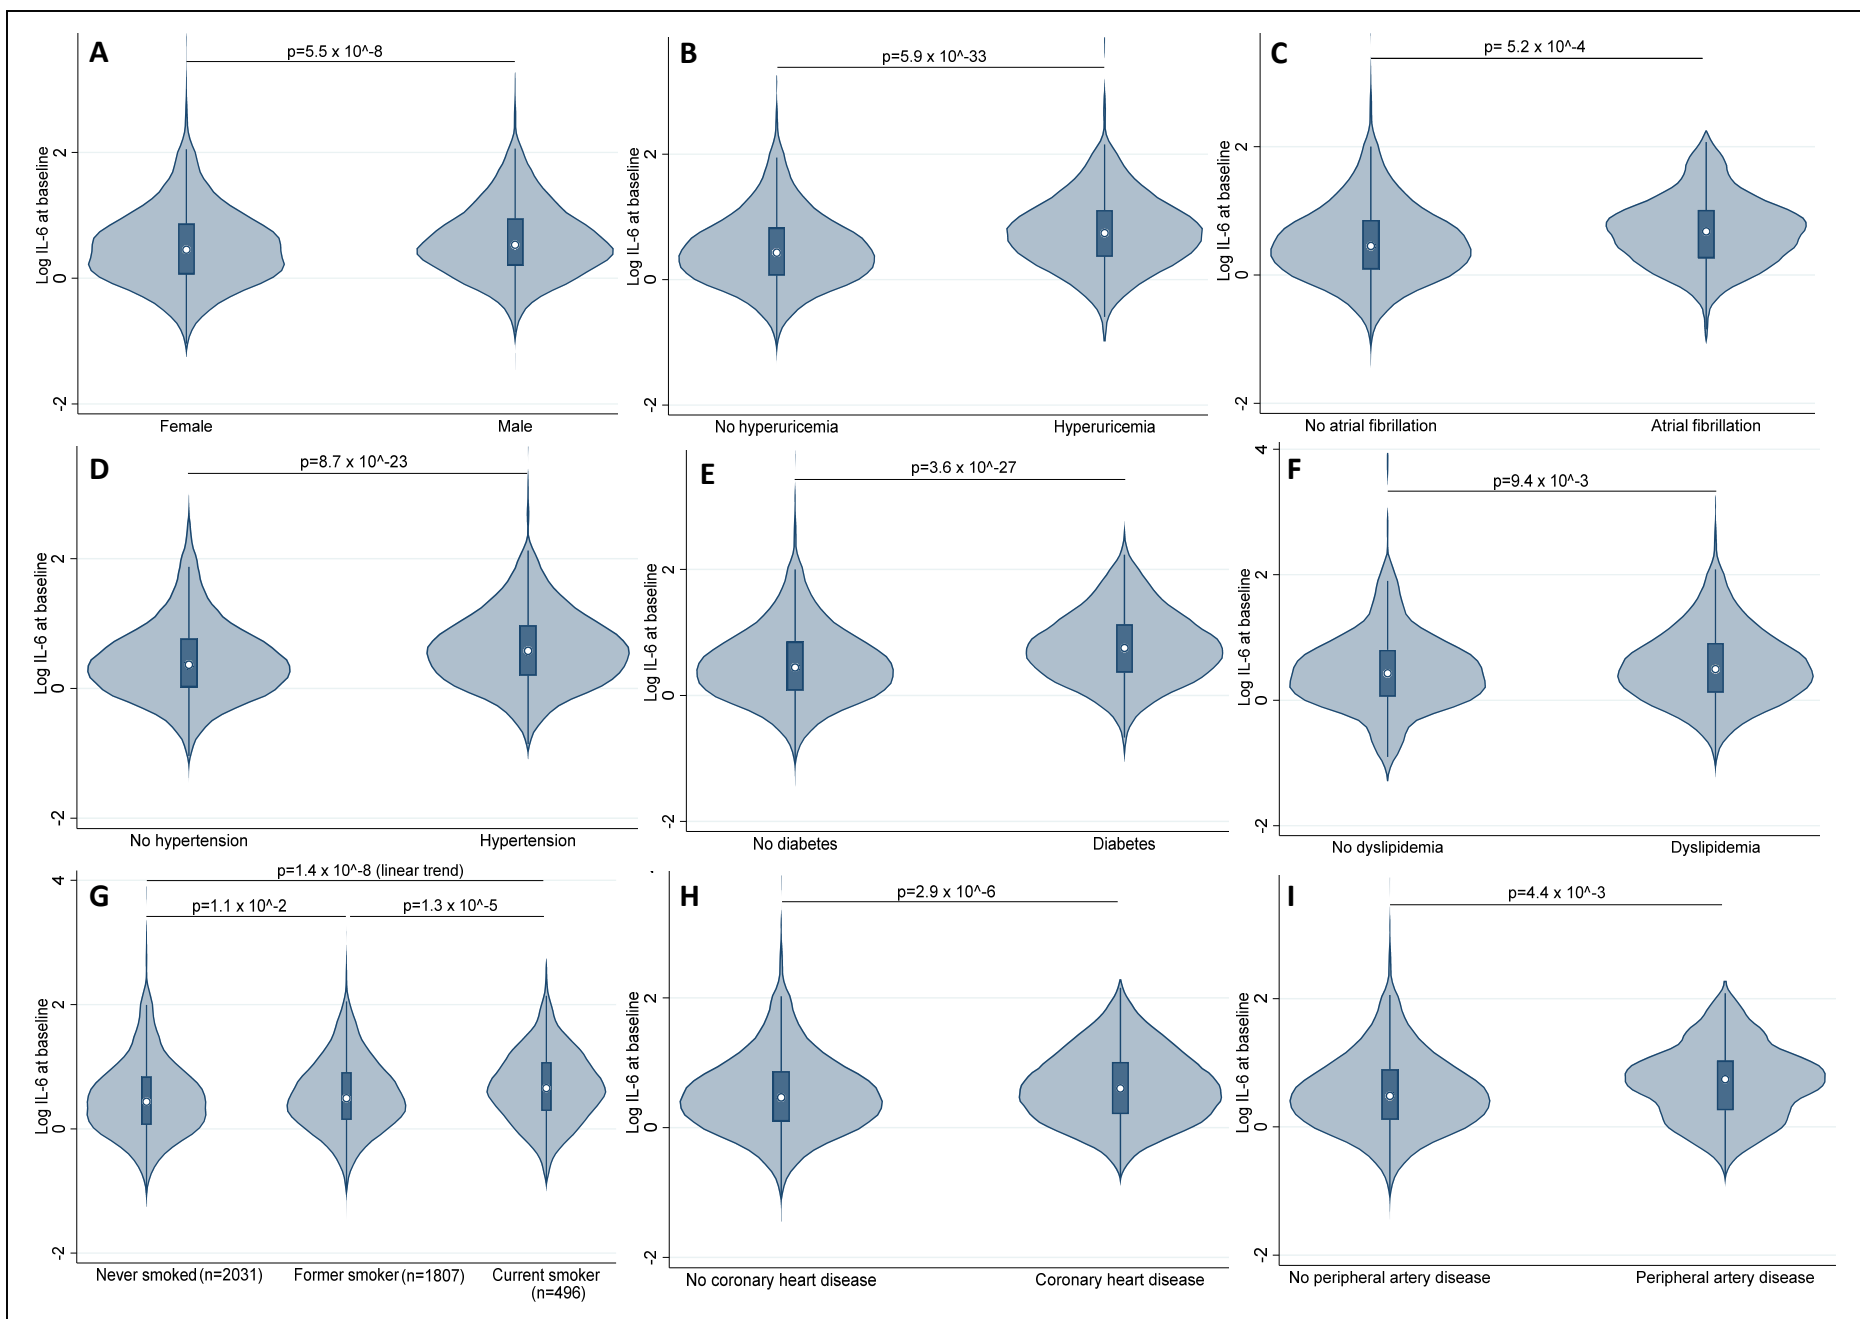 A
p=5.5 x 10^-8
Log IL-6 at baseline
2
0
-2
Female
Male
B
p=5.9 x 10^-33
Log IL-6 at baseline
2
0
-2
No hyperuricemia
Hyperuricemia
C
p= 5.2 x 10^-4
Log IL-6 at baseline
2
0
-2
No atrial fibrillation
Atrial fibrillation
D
p=8.7 x 10^-23
Log IL-6 at baseline
2
0
-2
No hypertension
Hypertension
E
p=3.6 x 10^-27
Log IL-6 at baseline
2
0
-2
No diabetes
Diabetes
F
p=9.4 x 10^-3
Log IL-6 at baseline
4
2
0
-2
No dyslipidemia
Dyslipidemia
G
p=1.4 x 10^-8 (linear trend)
p=1.1 x 10^-2
p=1.3 x 10^-5
Log IL-6 at baseline
4
2
0
-2
Never smoked (n=2031)
Former smoker (n=1807)
Current smoker
(n=496)
H
p=2.9 x 10^-6
Log IL-6 at baseline
2
0
-2
No coronary heart disease
Coronary heart disease
I
p=4.4 x 10^-3
Log IL-6 at baseline
2
0
-2
No peripheral artery disease
Peripheral artery disease